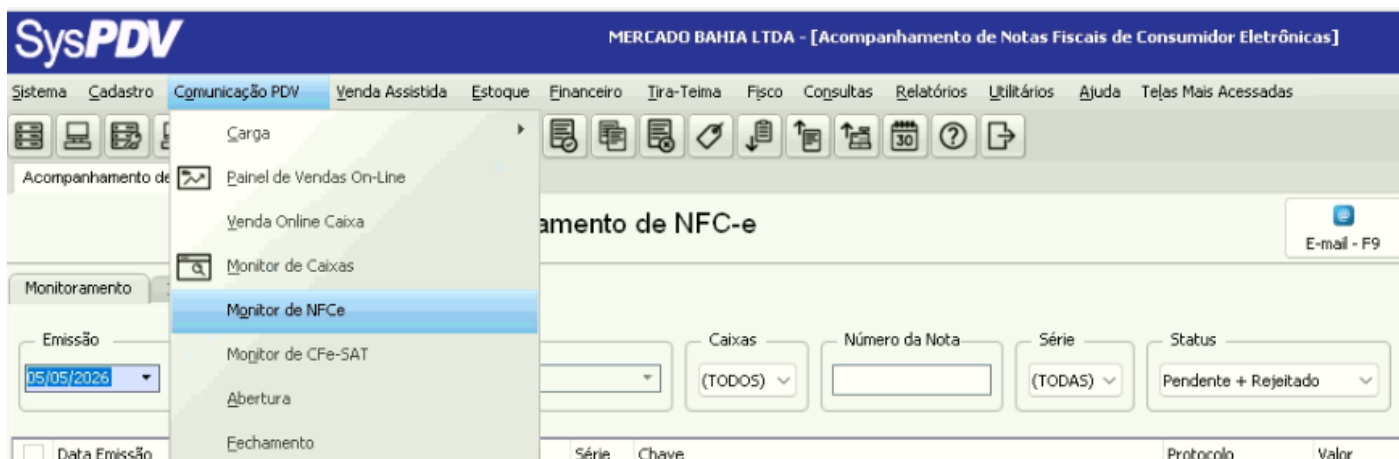 SysPDV
MERCADO BAHIA LTDA - [Acompanhamento de Notas Fiscais de Consumidor Eletrônicas]
Sistema Cadastro Comunicação PDV Venda Assistida Estoque Financeiro Tira-Teima Fisco Consultas Relatórios Utilitários Ajuda Telas Mais Acessadas
Carga
30
Acompanhamento de
Painel de Vendas On-Line
Venda Online Caixa
amento de NFC-e
E-mail - F9
Monitor de Caixas
Monitoramento
Monitor de NFCe
Emissão
Caixas
Número da Nota
Série
Status
Monitor de CFe-SAT
05/05/2026
(TODOS)
(TODAS)
Pendente + Rejeitado
Abertura
Fechamento
Data Emissão
Série
Chave
Protocolo
Valor